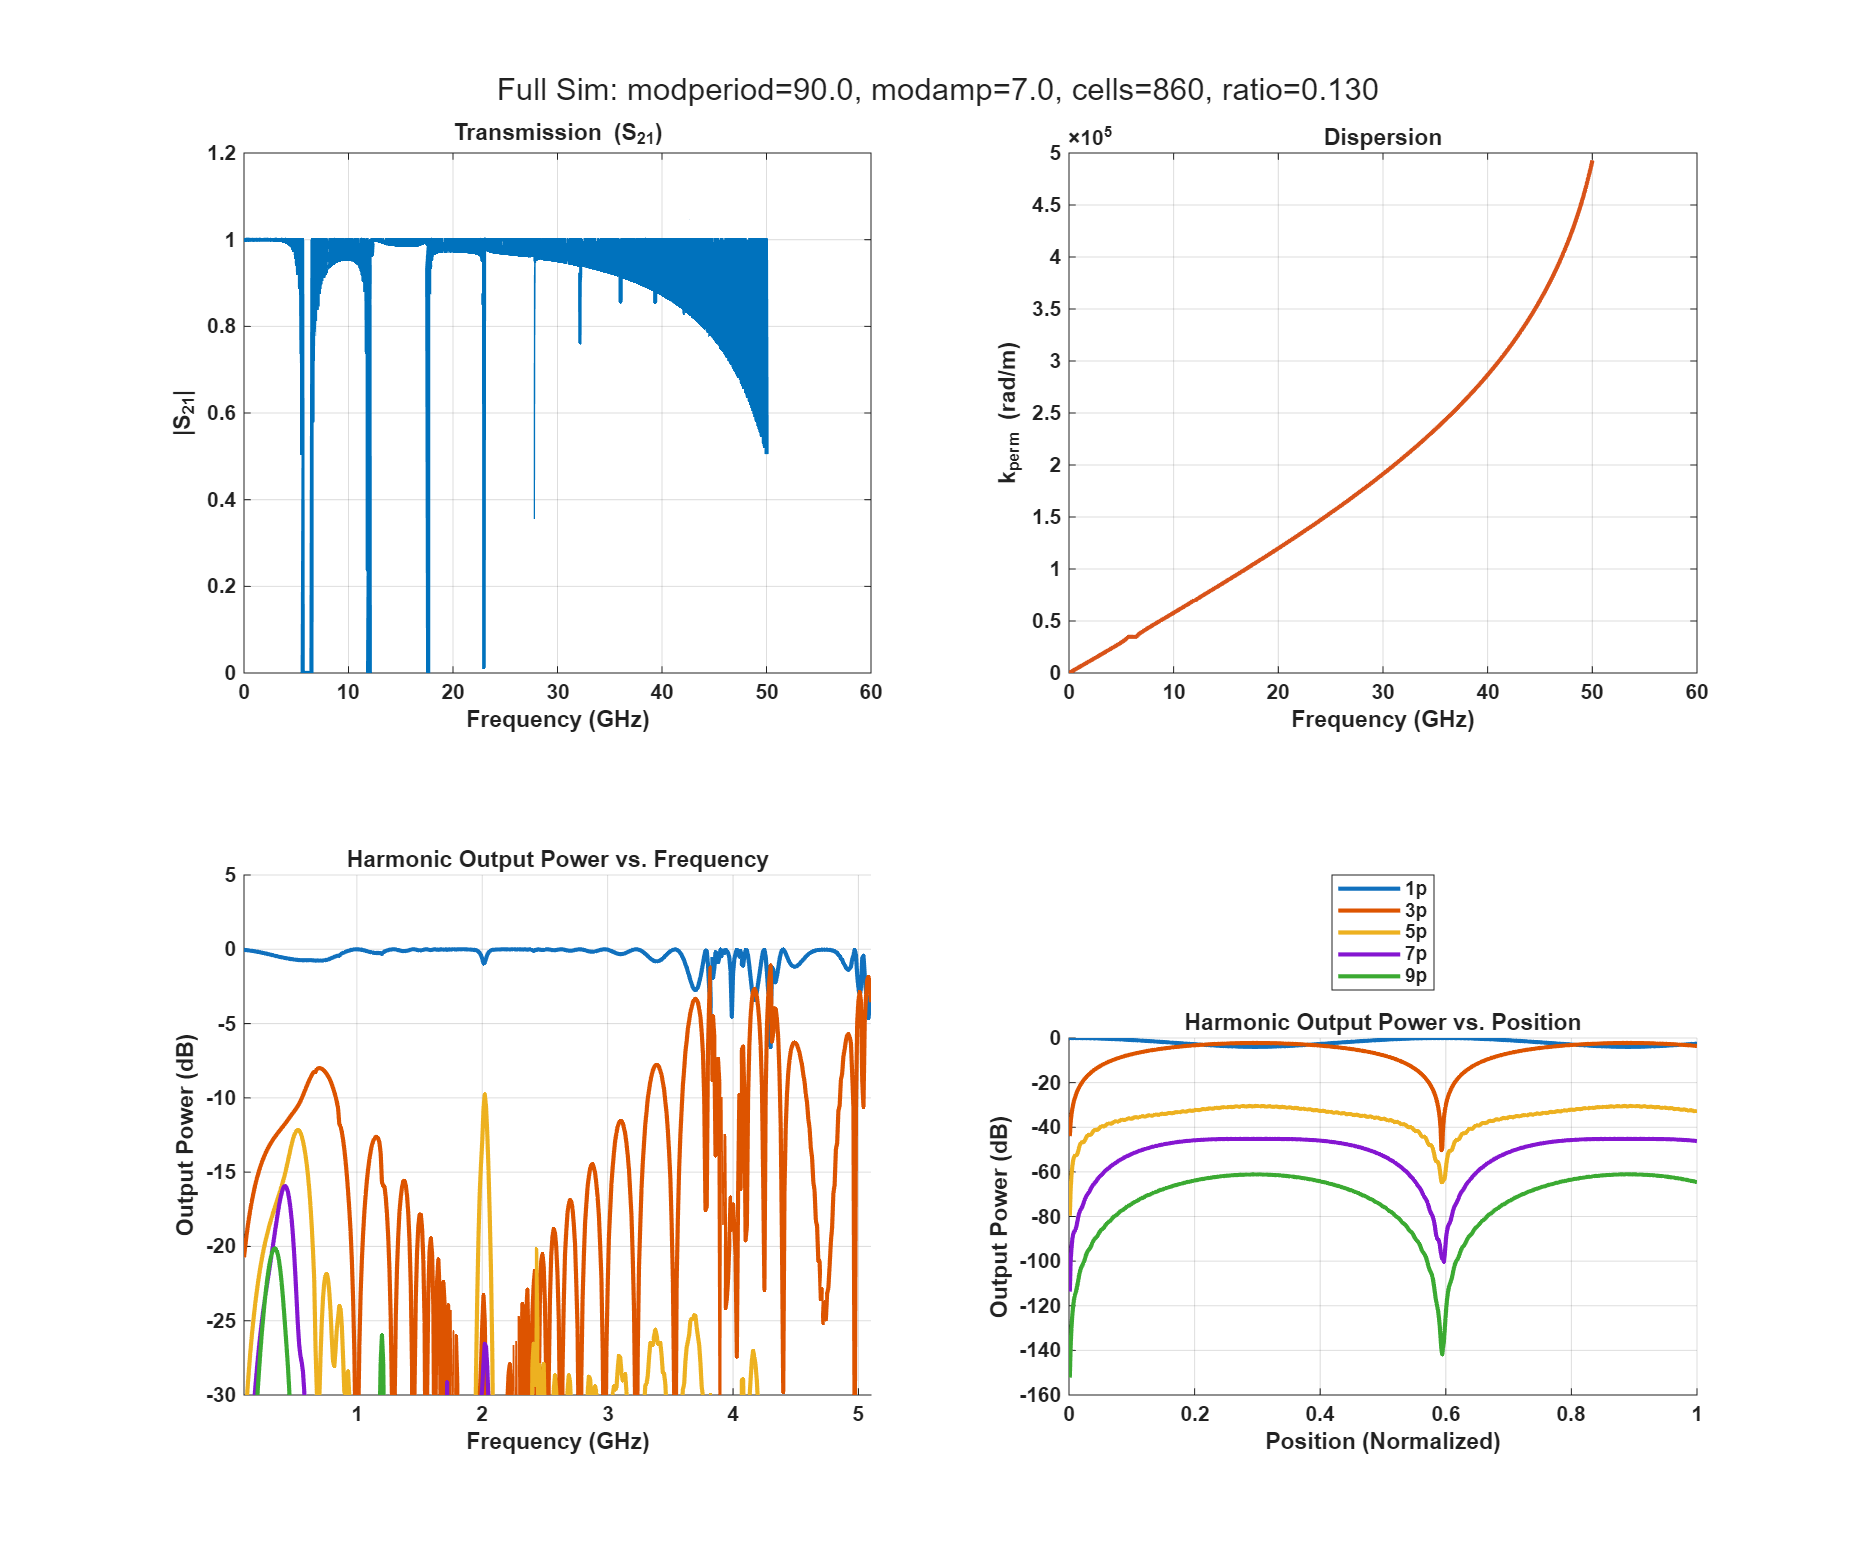 Full Sim: modperiod=90.0, modamp=7.0, cells=860, ratio=0.130
Transmission (S21)
1.2
1
0.8
0.6
0.4
0.2
0
|S21|
0 10 20 30 40 50 60
Frequency (GHz)
×10^5
Dispersion
5
4.5
4
3.5
3
2.5
2
1.5
1
0.5
0
kperm (rad/m)
0 10 20 30 40 50 60
Frequency (GHz)
Harmonic Output Power vs. Frequency
5
0
-5
-10
-15
-20
-25
-30
Output Power (dB)
1 2 3 4 5
Frequency (GHz)
1p
3p
5p
7p
9p
Harmonic Output Power vs. Position
0
-20
-40
-60
-80
-100
-120
-140
-160
Output Power (dB)
0 0.2 0.4 0.6 0.8 1
Position (Normalized)